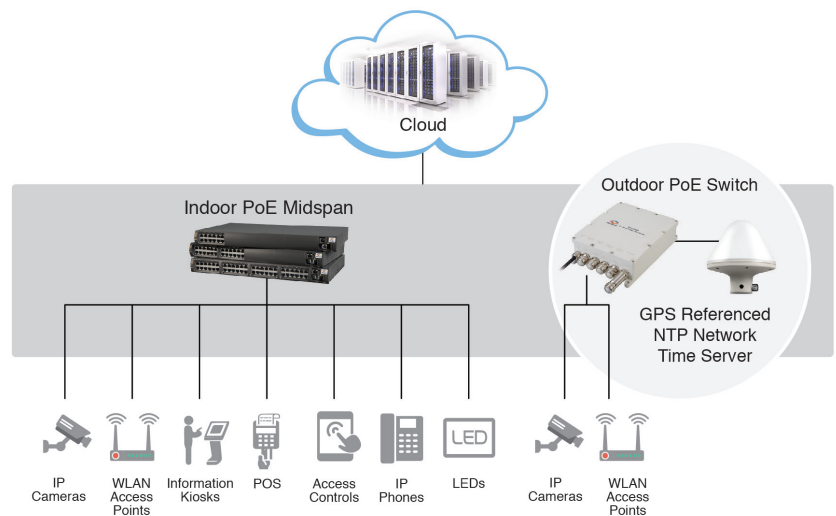 Cloud
Indoor PoE Midspan
Outdoor PoE Switch
GPS Referenced
NTP Network
Time Server
IP
Cameras
WLAN
Access
Points
Information
Kiosks
POS
Access
Controls
IP
Phones
LED
LEDs
IP
Cameras
WLAN
Access
Points